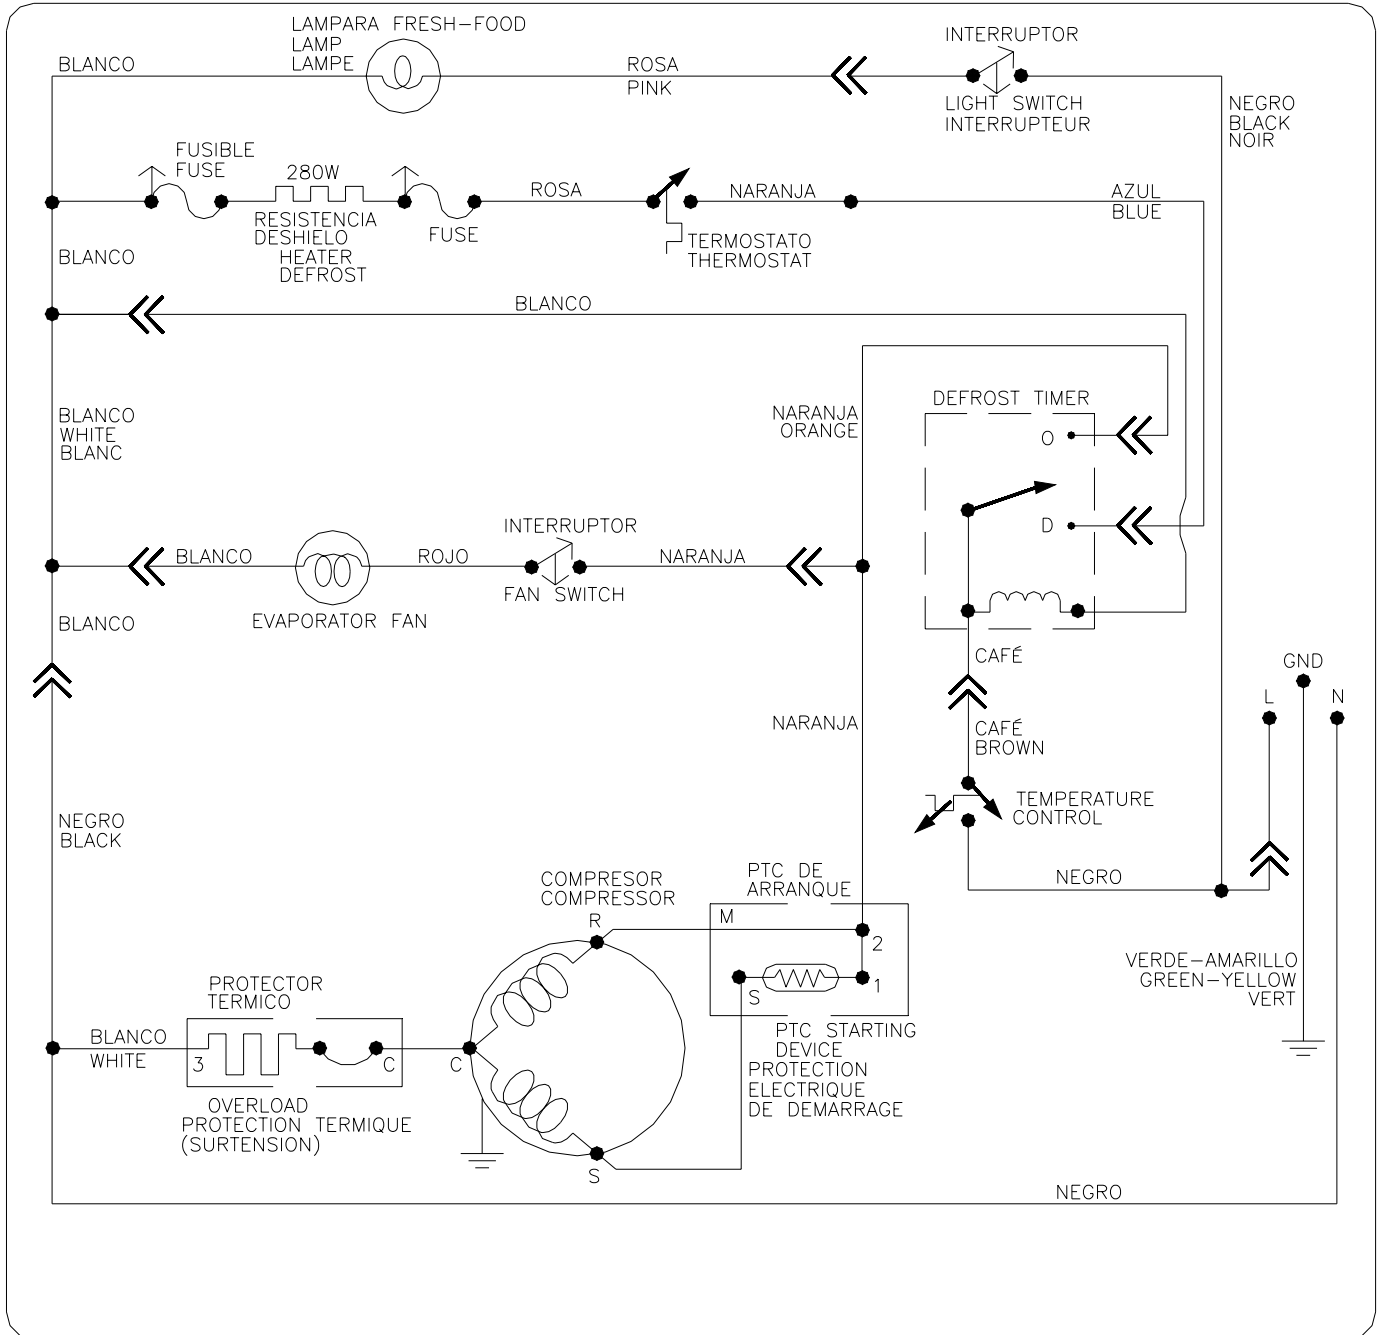 LAMPARA FRESH-FOOD
LAMP
LAMPE
BLANCO
ROSA
PINK
INTERRUPTOR
LIGHT SWITCH
INTERRUPTEUR
NEGRO
BLACK
NOIR
FUSIBLE
FUSE
280W
RESISTENCIA
DESHIELO
HEATER
DEFROST
FUSE
ROSA
NARANJA
TERMOSTATO
THERMOSTAT
AZUL
BLUE
BLANCO
BLANCO
BLANCO
WHITE
BLANC
NARANJA
ORANGE
DEFROST TIMER
O
D
BLANCO
EVAPORATOR FAN
ROJO
INTERRUPTOR
FAN SWITCH
NARANJA
BLANCO
CAFÉ
CAFÉ
BROWN
NARANJA
TEMPERATURE
CONTROL
GND
L
N
NEGRO
BLACK
NEGRO
COMPRESOR
COMPRESSOR
R
PTC DE
ARRANQUE
M
2
1
S
PTC STARTING
DEVICE
PROTECTION
ELECTRIQUE
DE DEMARRAGE
VERDE-AMARILLO
GREEN-YELLOW
VERT
PROTECTOR
TERMICO
BLANCO
WHITE
3
C
C
OVERLOAD
PROTECTION TERMIQUE
(SURTENSION)
S
NEGRO